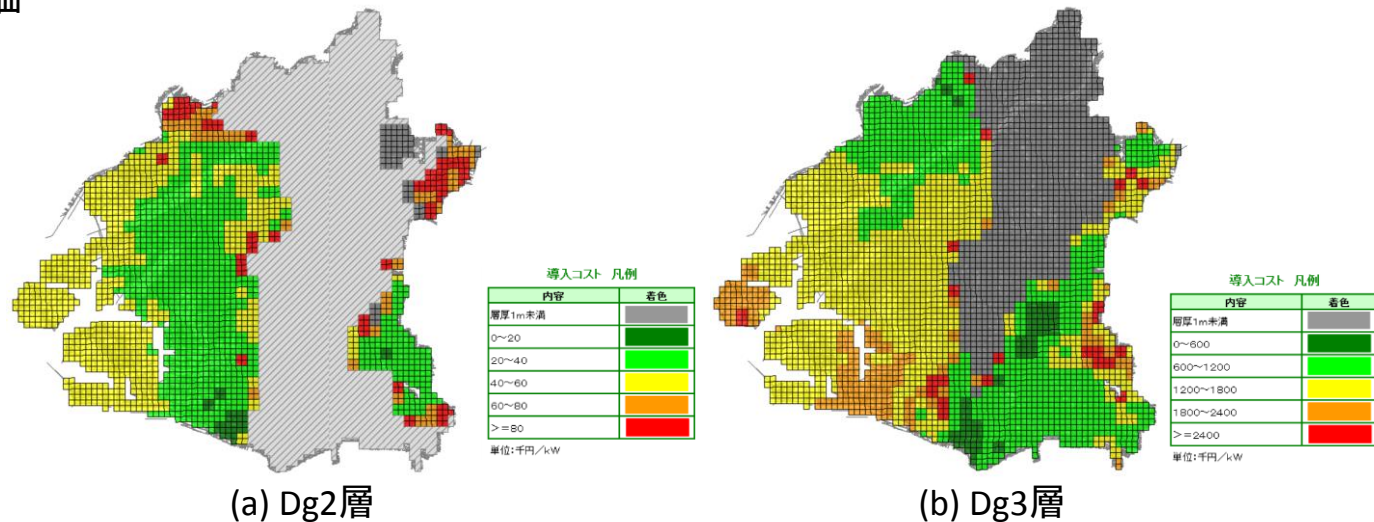 導入コスト 凡例
内容 着色
層厚1m未満
0～20
20～40
40～60
60～80
＞＝80
単位:千円／kW
(a) Dg2層
導入コスト 凡例
内容 着色
層厚1m未満
0～600
600～1200
1200～1800
1800～2400
＞＝2400
単位:千円／kW
(b) Dg3層